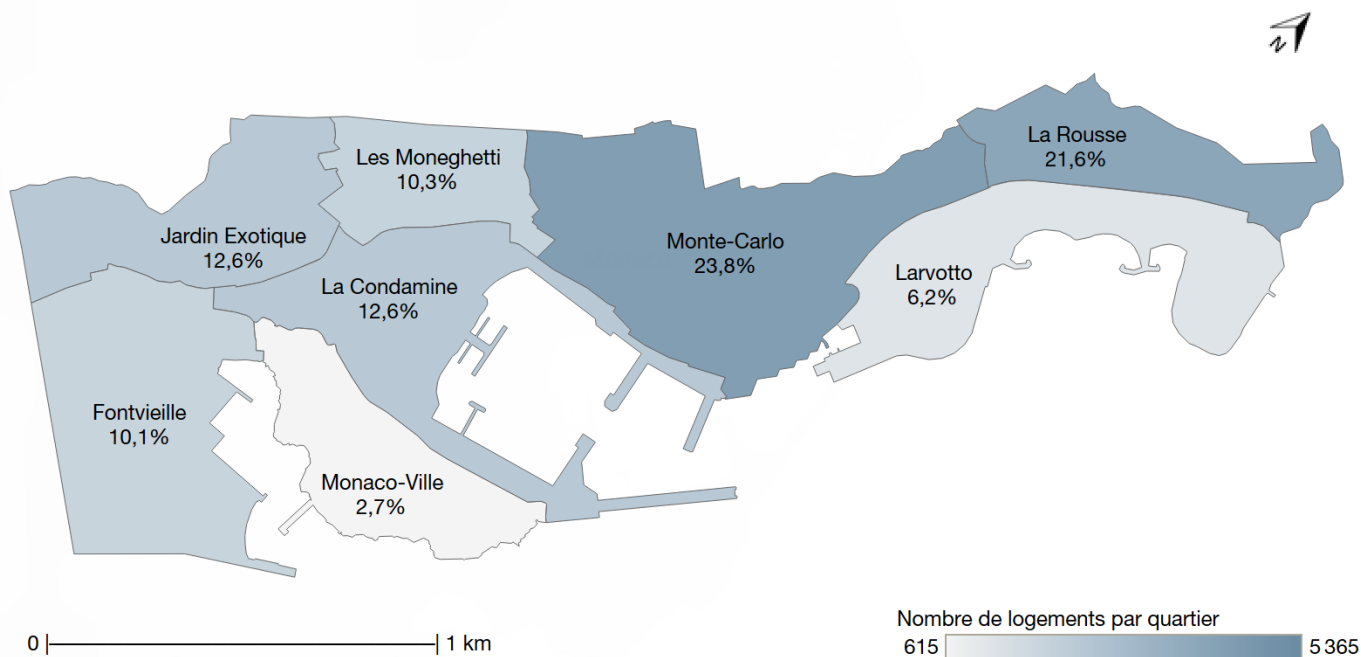 N
La Rousse
21,6%
Les Moneghetti
10,3%
Jardin Exotique
12,6%
Monte-Carlo
23,8%
Larvotto
6,2%
La Condamine
12,6%
Fontvieille
10,1%
Monaco-Ville
2,7%
0 1 km
Nombre de logements par quartier
615 5 365